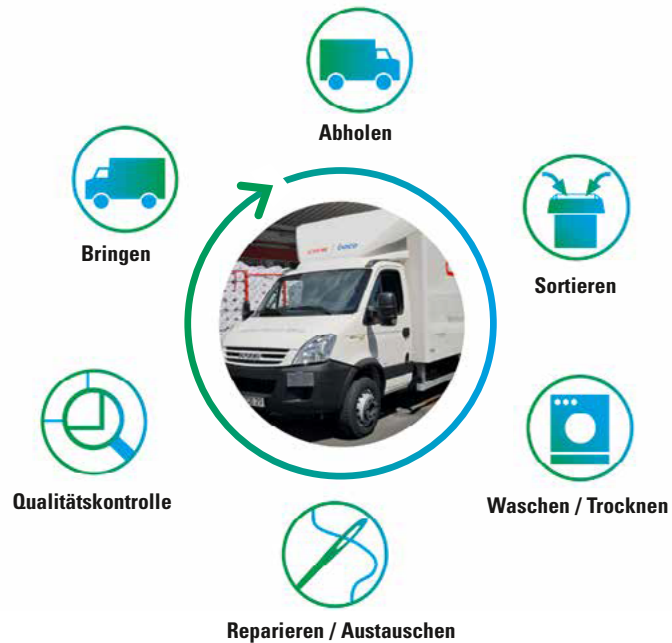 Abholen
Bringen
Sortieren
Qualitätskontrolle
Waschen / Trocknen
Reparieren / Austauschen